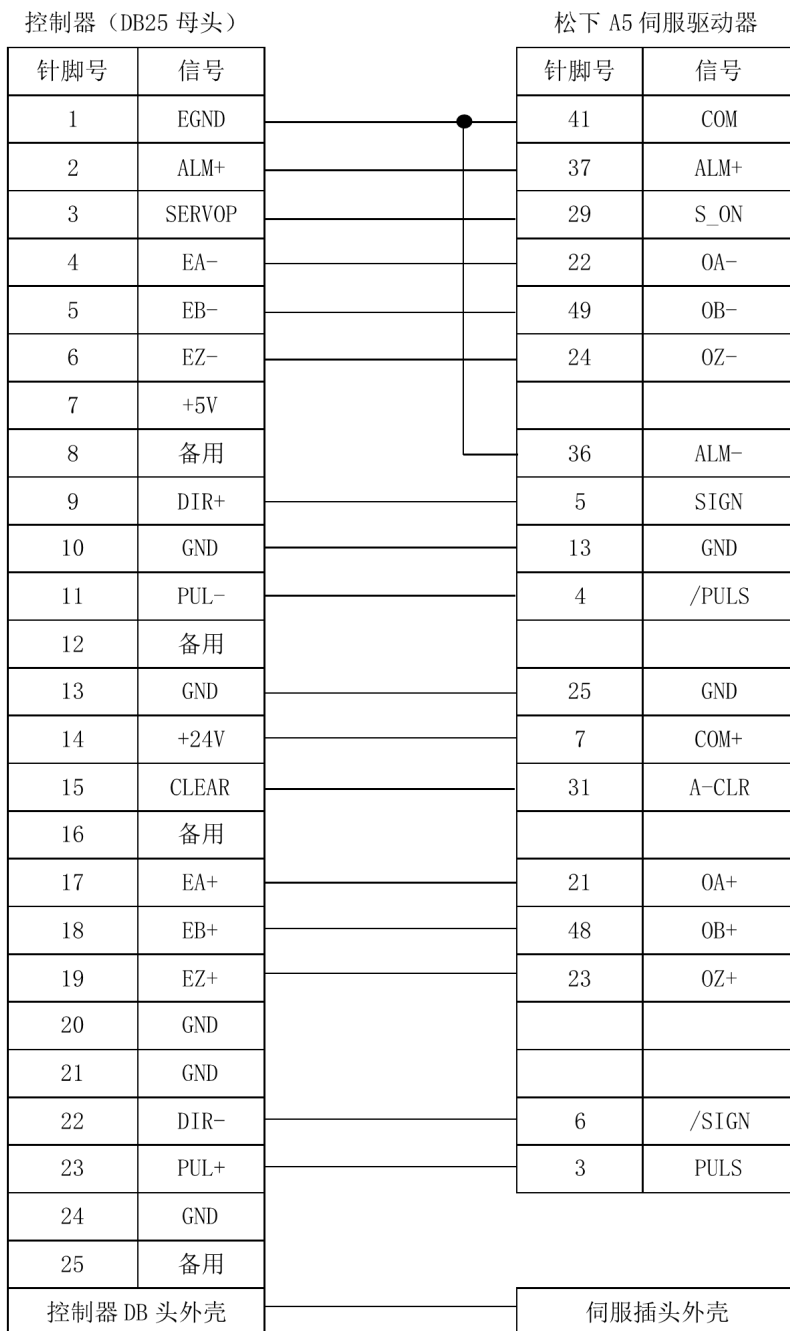 控制器（DB25 母头） 松下 A5 伺服驱动器
针脚号 信号 针脚号 信号
1 EGND 41 COM
2 ALM+ 37 ALM+
3 SERVOP 29 S_ON
4 EA- 22 OA-
5 EB- 49 OB-
6 EZ- 24 OZ-
7 +5V
8 备用 36 ALM-
9 DIR+ 5 SIGN
10 GND 13 GND
11 PUL- 4 /PULS
12 备用
13 GND 25 GND
14 +24V 7 COM+
15 CLEAR 31 A-CLR
16 备用
17 EA+ 21 OA+
18 EB+ 48 OB+
19 EZ+ 23 OZ+
20 GND
21 GND
22 DIR- 6 /SIGN
23 PUL+ 3 PULS
24 GND
25 备用
控制器 DB 头外壳 伺服插头外壳